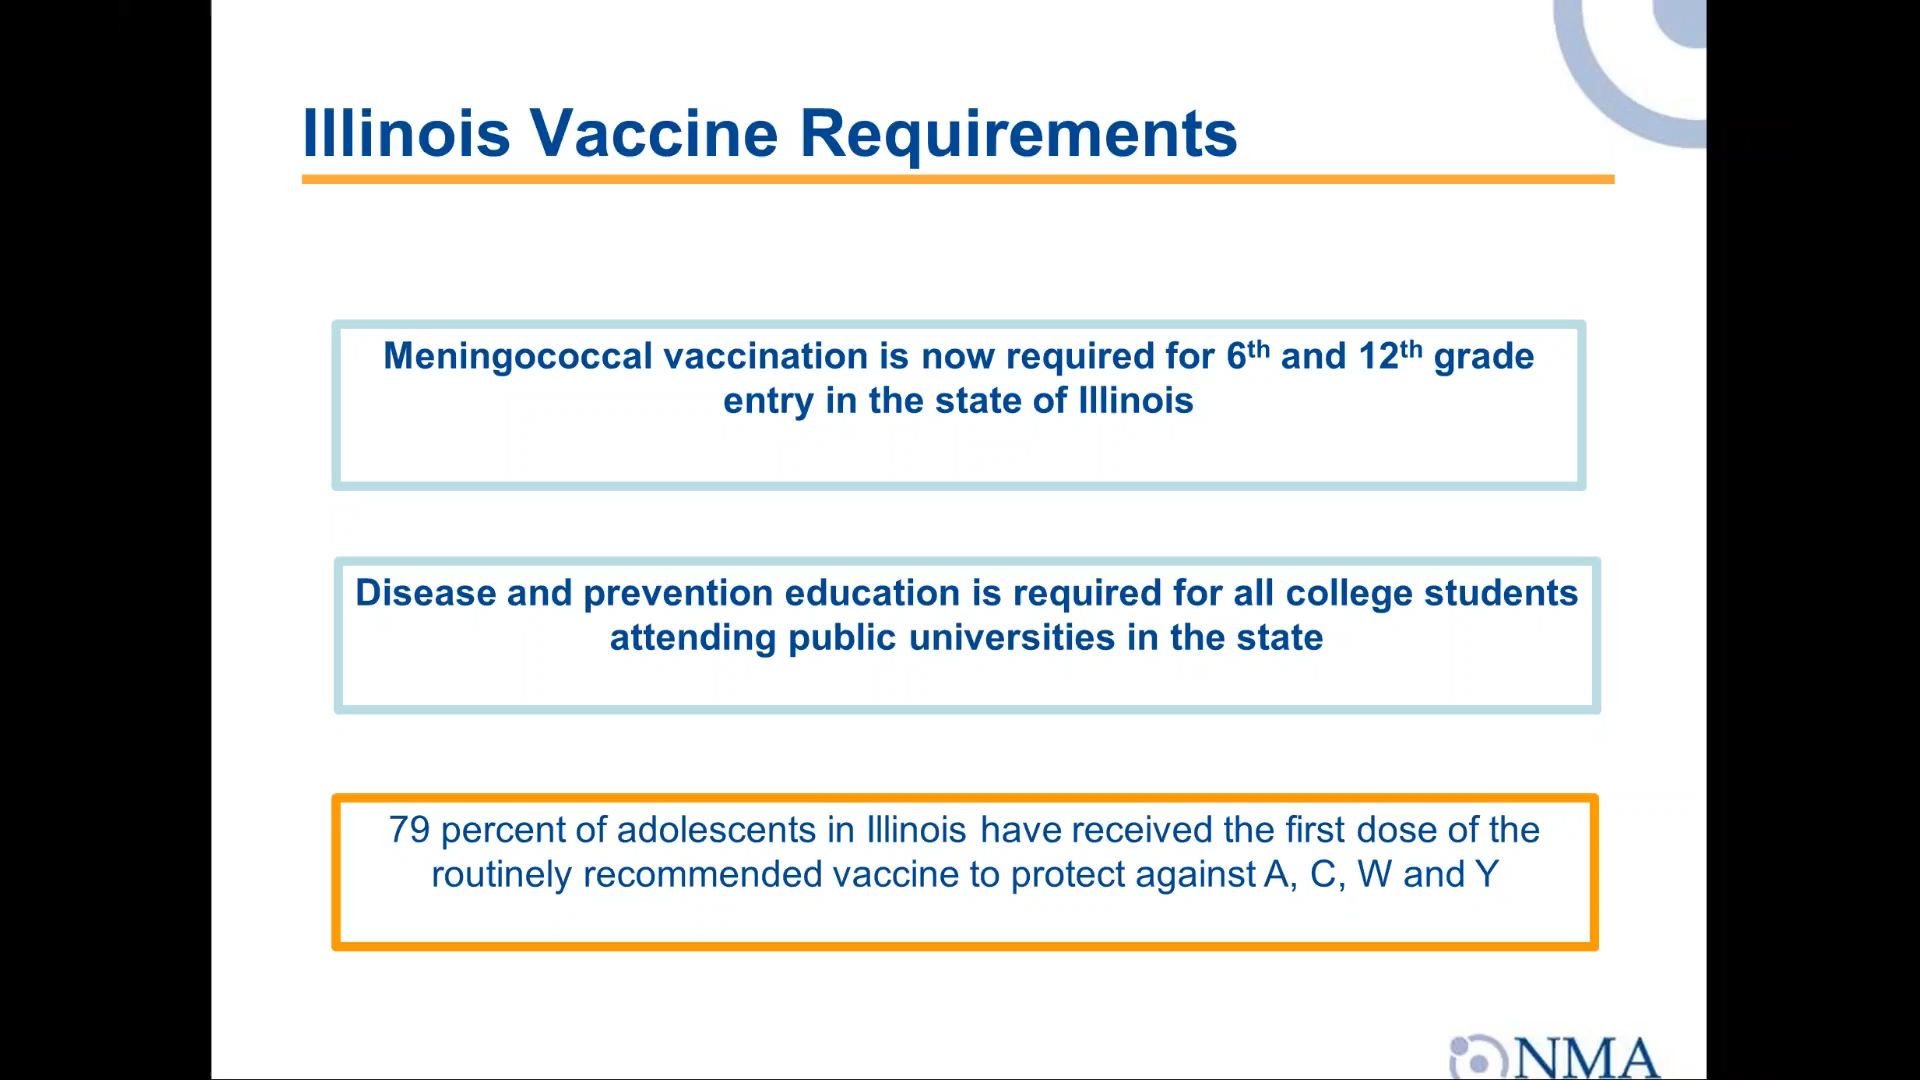 Illinois Vaccine Requirements
Meningococcal vaccination is now required for 6th and 12th grade
entry in the state of Illinois
Disease and prevention education is required for all college students
attending public universities in the state
79 percent of adolescents in Illinois have received the first dose of the
routinely recommended vaccine to protect against A, C, W and Y
NMA